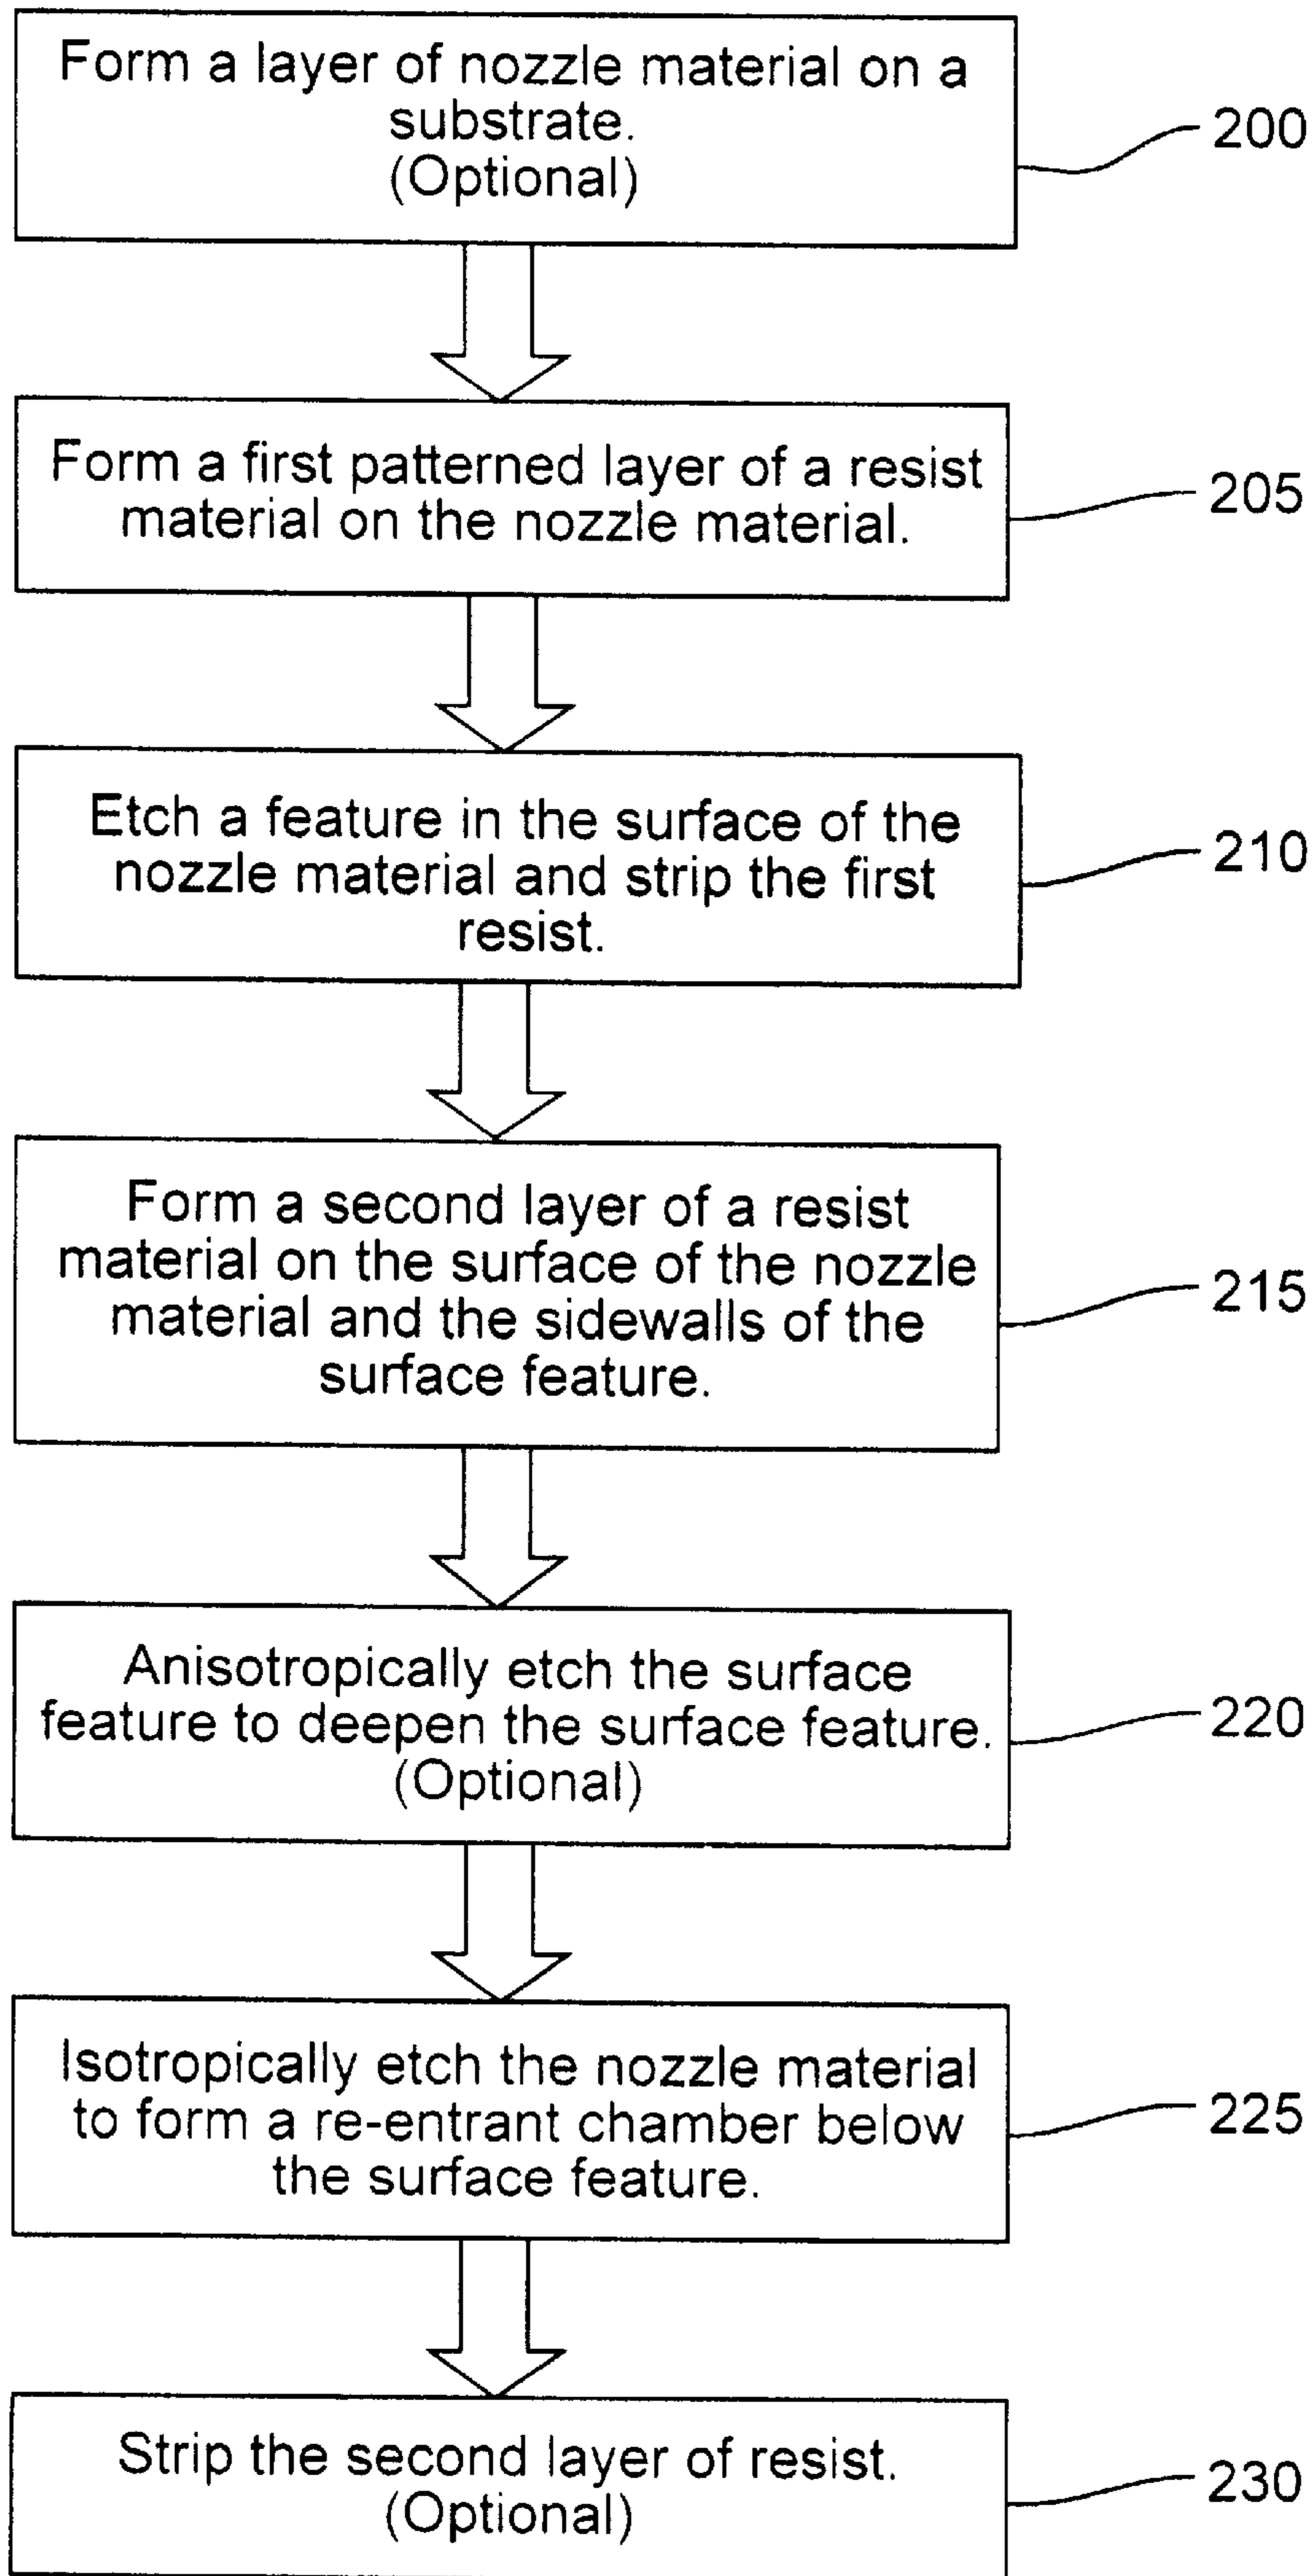 Form a layer of nozzle material on a
substrate.
(Optional)
200
Form a first patterned layer of a resist
material on the nozzle material.
205
Etch a feature in the surface of the
nozzle material and strip the first
resist.
210
Form a second layer of a resist
material on the surface of the nozzle
material and the sidewalls of the
surface feature.
215
Anisotropically etch the surface
feature to deepen the surface feature.
(Optional)
220
Isotropically etch the nozzle material
to form a re-entrant chamber below
the surface feature.
225
Strip the second layer of resist.
(Optional)
230